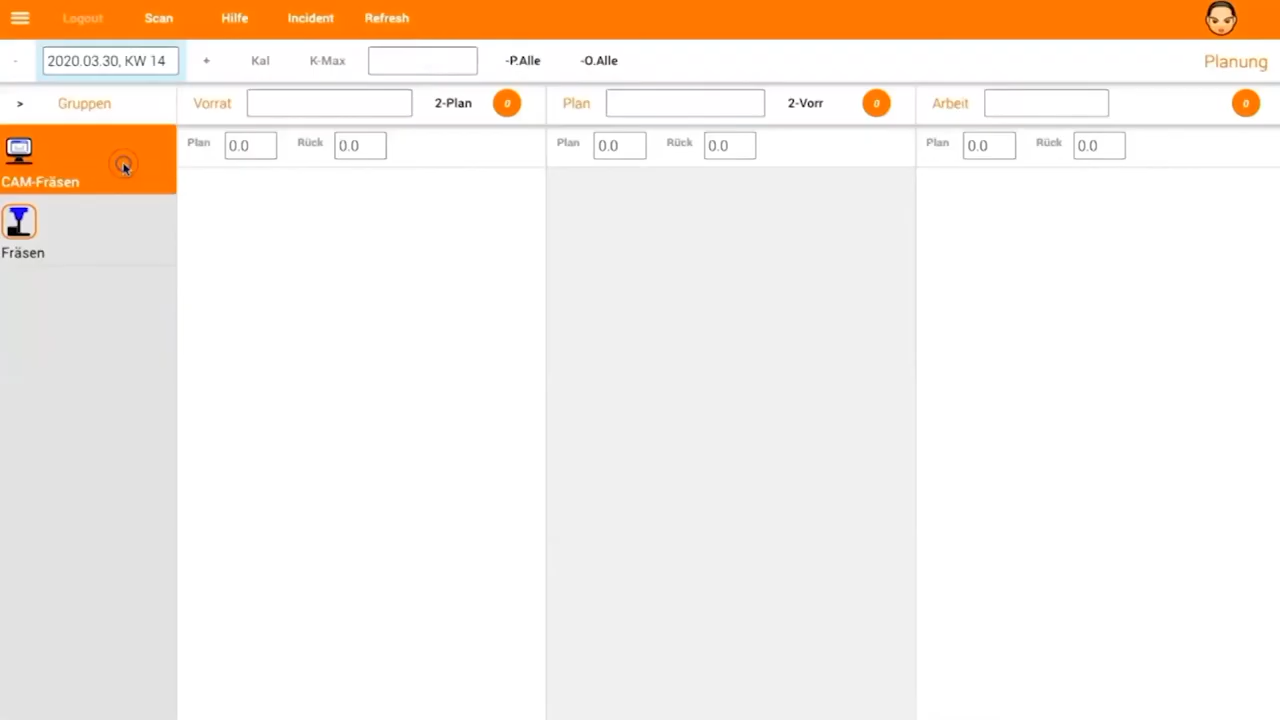 Logout Scan Hilfe Incident Refresh
- 2020.03.30, KW 14 + Kal K-Max -P.Alle -O.Alle Planung
> Gruppen Vorrat 2-Plan 0 Plan 2-Vorr 0 Arbeit 0
Plan 0.0 Rück 0.0 Plan 0.0 Rück 0.0 Plan 0.0 Rück 0.0
CAM-Fräsen
Fräsen